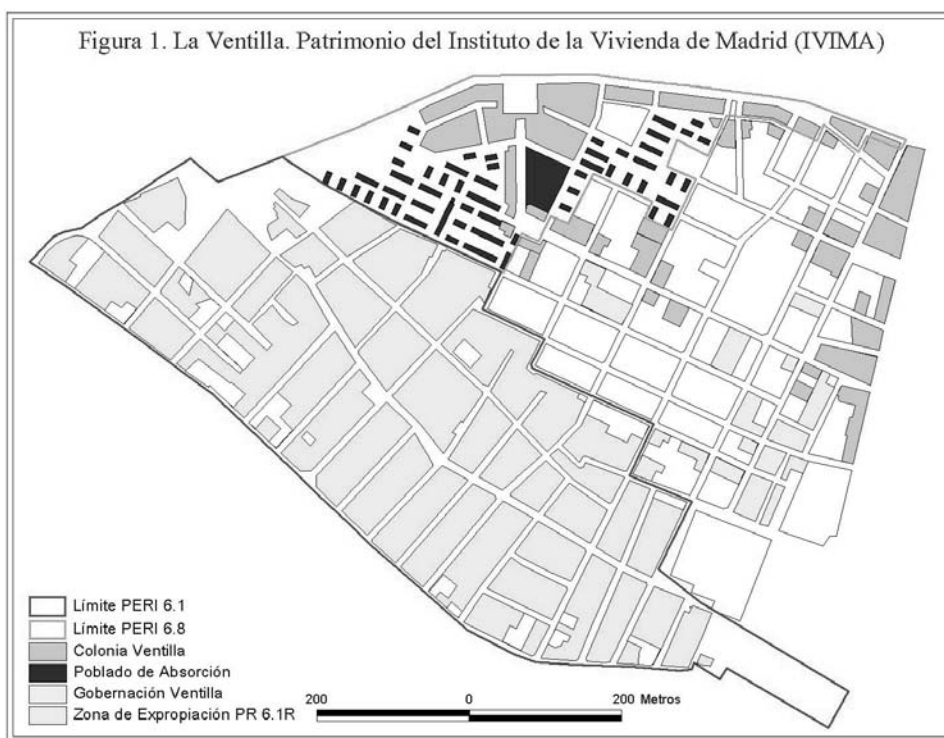 Figura 1. La Ventilla. Patrimonio del Instituto de la Vivienda de Madrid (IVIMA)
Límite PERI 6.1
Límite PERI 6.8
Colonia Ventilla
Poblado de Absorción
Gobernación Ventilla
Zona de Expropiación PR 6.1R
200 0 200 Metros